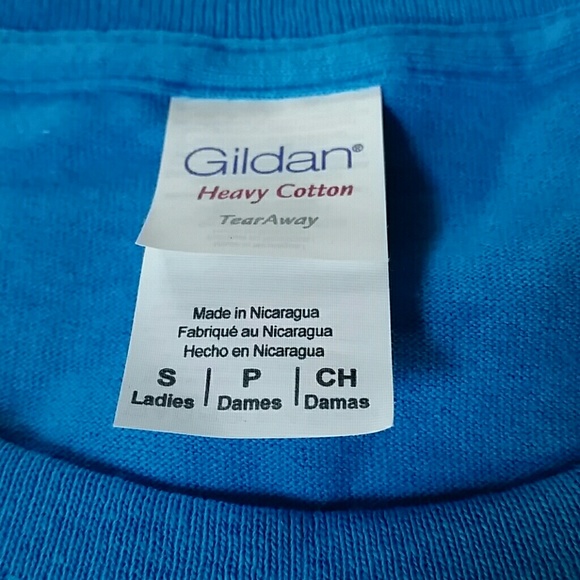 Gildan®
Heavy Cotton
TearAway
Made in Nicaragua
Fabriqué au Nicaragua
Hecho en Nicaragua
S | P | CH
Ladies | Dames | Damas